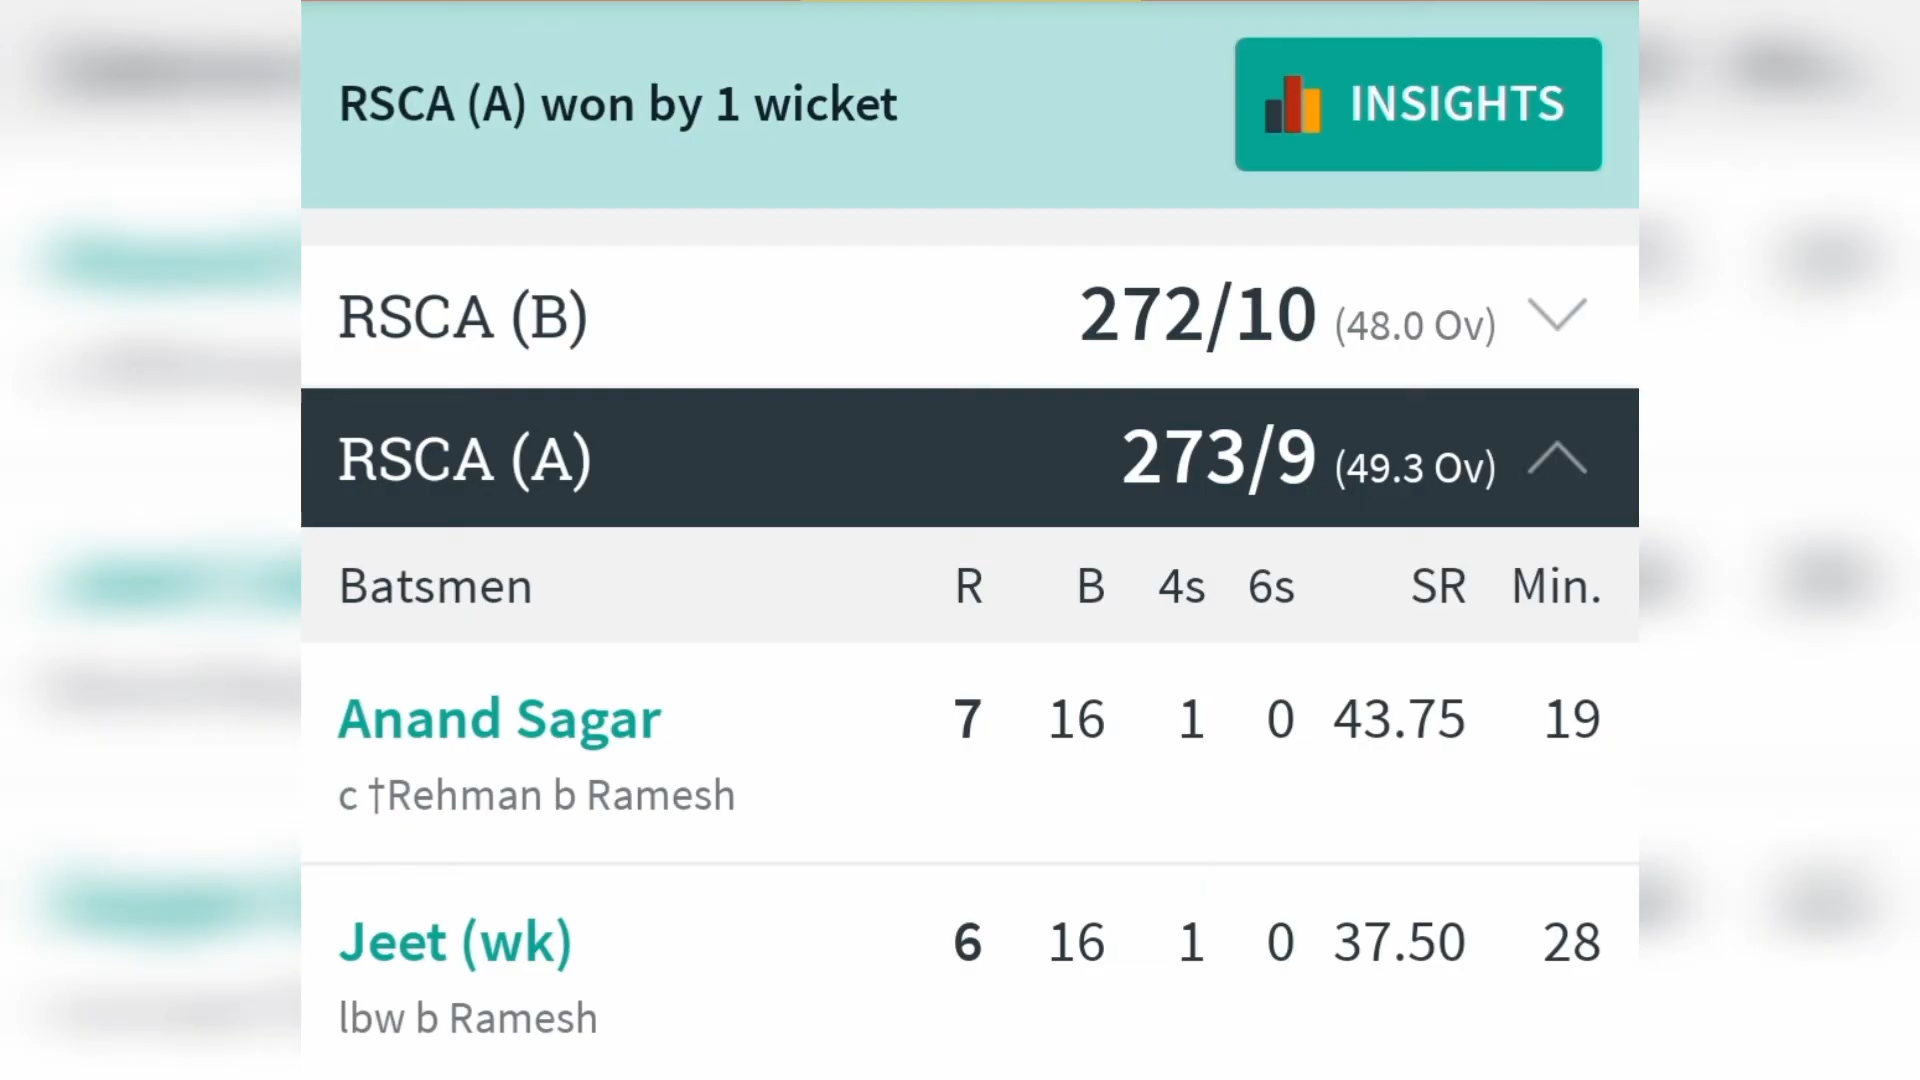 RSCA (A) won by 1 wicket INSIGHTS
RSCA (B) 272/10 (48.0 Ov)
RSCA (A) 273/9 (49.3 Ov)
Batsmen R B 4s 6s SR Min.
Anand Sagar 7 16 1 0 43.75 19
c †Rehman b Ramesh
Jeet (wk) 6 16 1 0 37.50 28
lbw b Ramesh